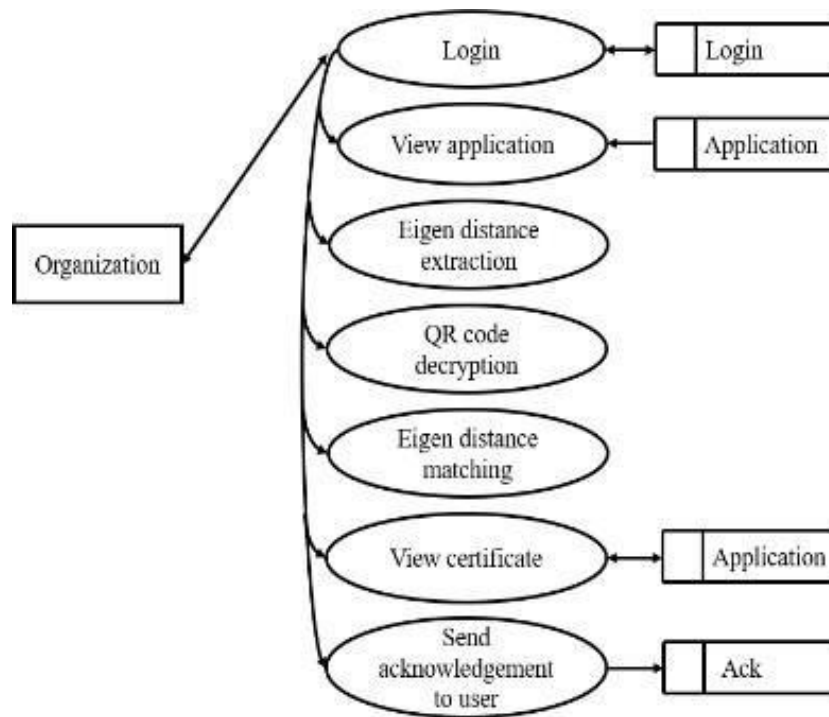 Login
Login
View application
Application
Organization
Eigen distance
extraction
QR code
decryption
Eigen distance
matching
View certificate
Application
Send
acknowledgement
to user
Ack